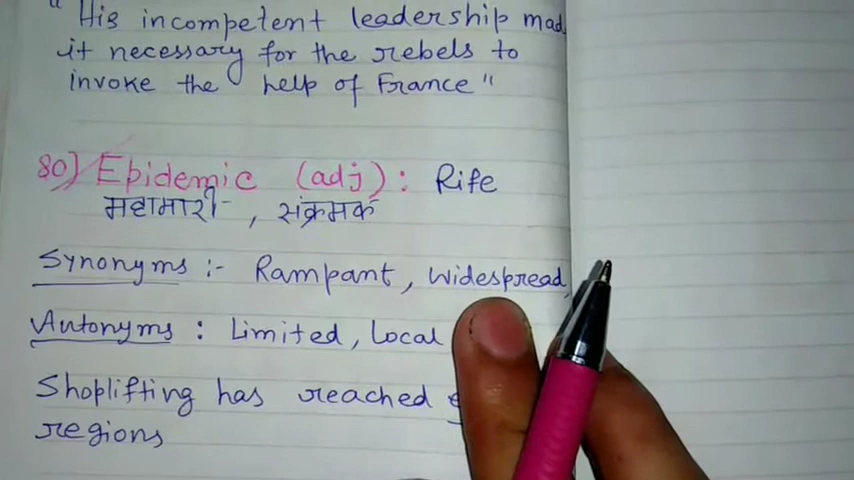 "His incompetent leadership mad
it necessary for the rebels to
invoke the help of France"
80] Epidemic (adj): Rife
महामारी , संक्रमक
Synonyms :- Rampant, Widespread,
Antonyms : Limited, Local
Shoplifting has reached
regions